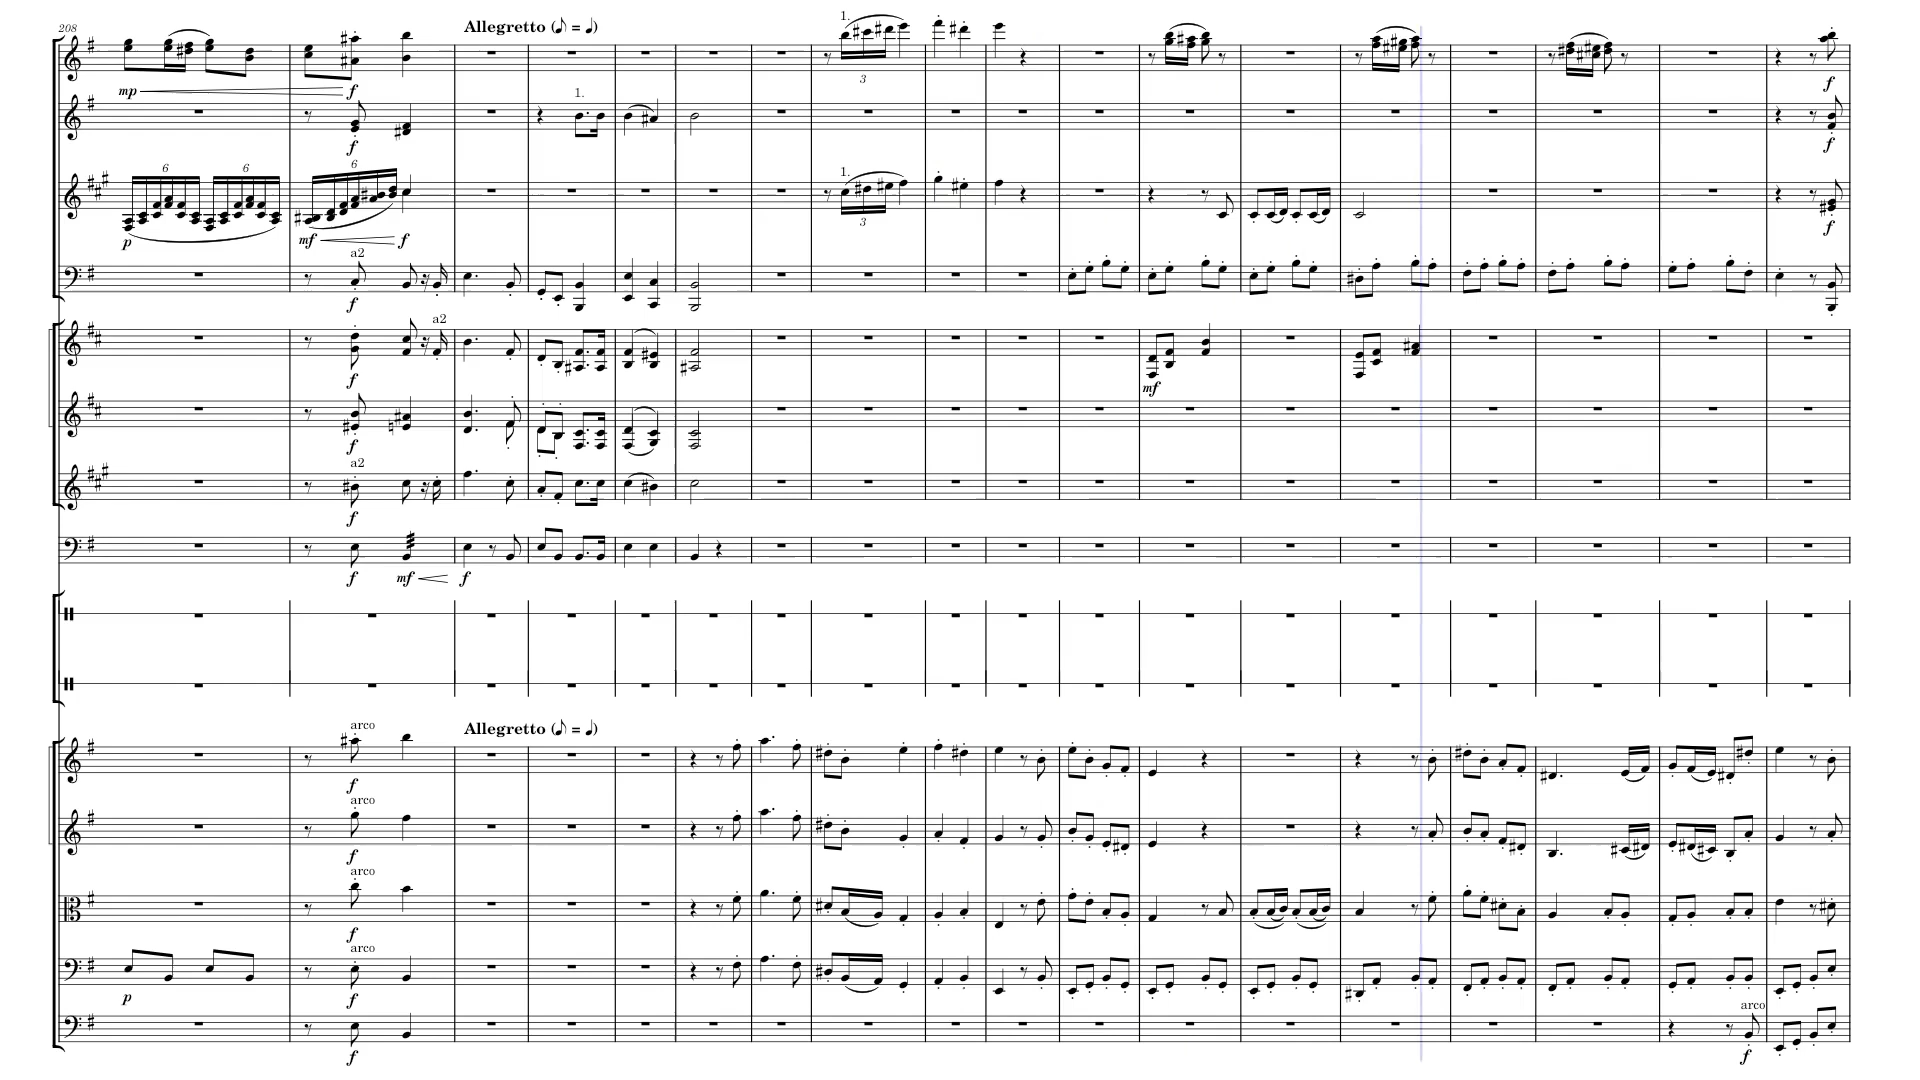 208
Allegretto (♪ = ♩)
1.
3
mp
f
1.
f
f
f
6
6
6
1.
3
p
mf
f
f
a2
f
a2
f
mf
f
a2
f
f
mf
f
Allegretto (♪ = ♩)
arco
f
arco
f
arco
f
arco
p
f
arco
f
f